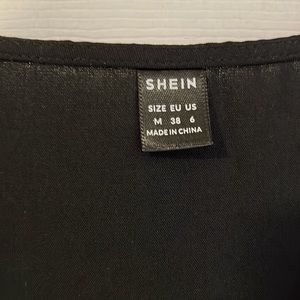 SHEIN
SIZE EU US
M 38 6
MADE IN CHINA